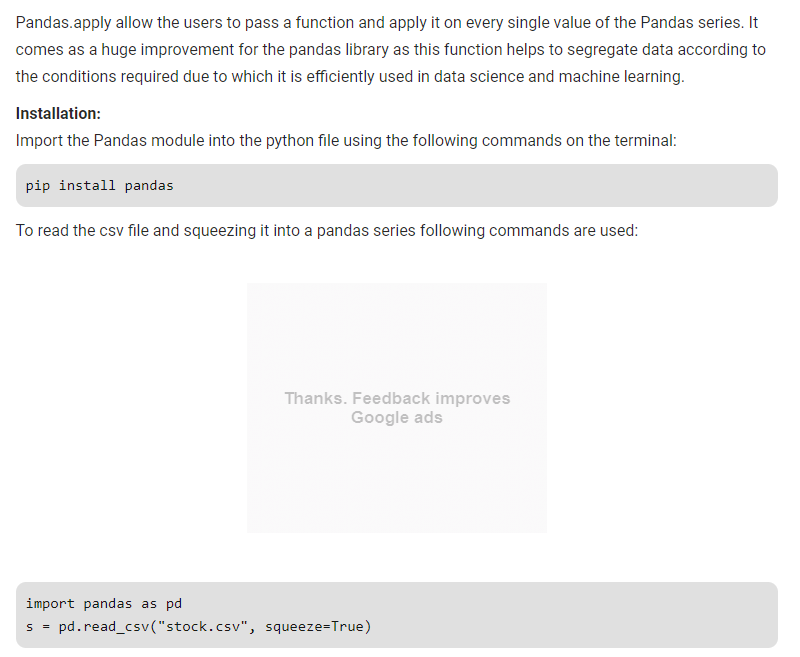 Pandas.apply allow the users to pass a function and apply it on every single value of the Pandas series. It
comes as a huge improvement for the pandas library as this function helps to segregate data according to
the conditions required due to which it is efficiently used in data science and machine learning.
Installation:
Import the Pandas module into the python file using the following commands on the terminal:
pip install pandas
To read the csv file and squeezing it into a pandas series following commands are used:
Thanks. Feedback improves
Google ads
import pandas as pd
s = pd.read_csv("stock.csv", squeeze=True)